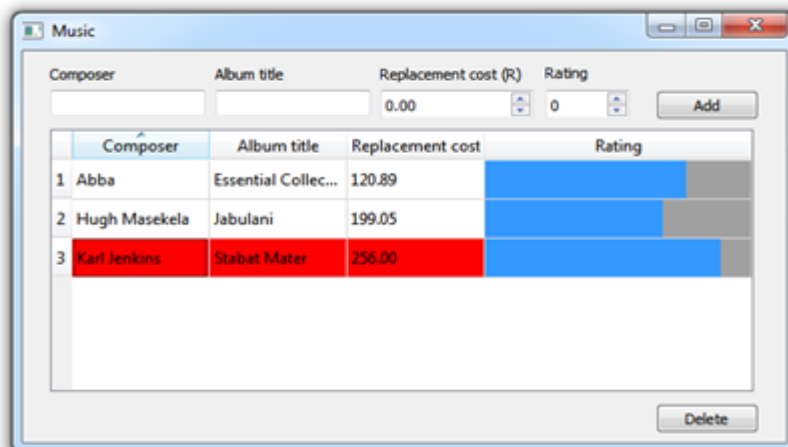 Music
Composer Album title Replacement cost (R) Rating
0.00 0 Add
Composer Album title Replacement cost Rating
1 Abba Essential Collec... 120.89
2 Hugh Masekela Jabulani 199.05
3 Karl Jenkins Stabat Mater 256.00
Delete